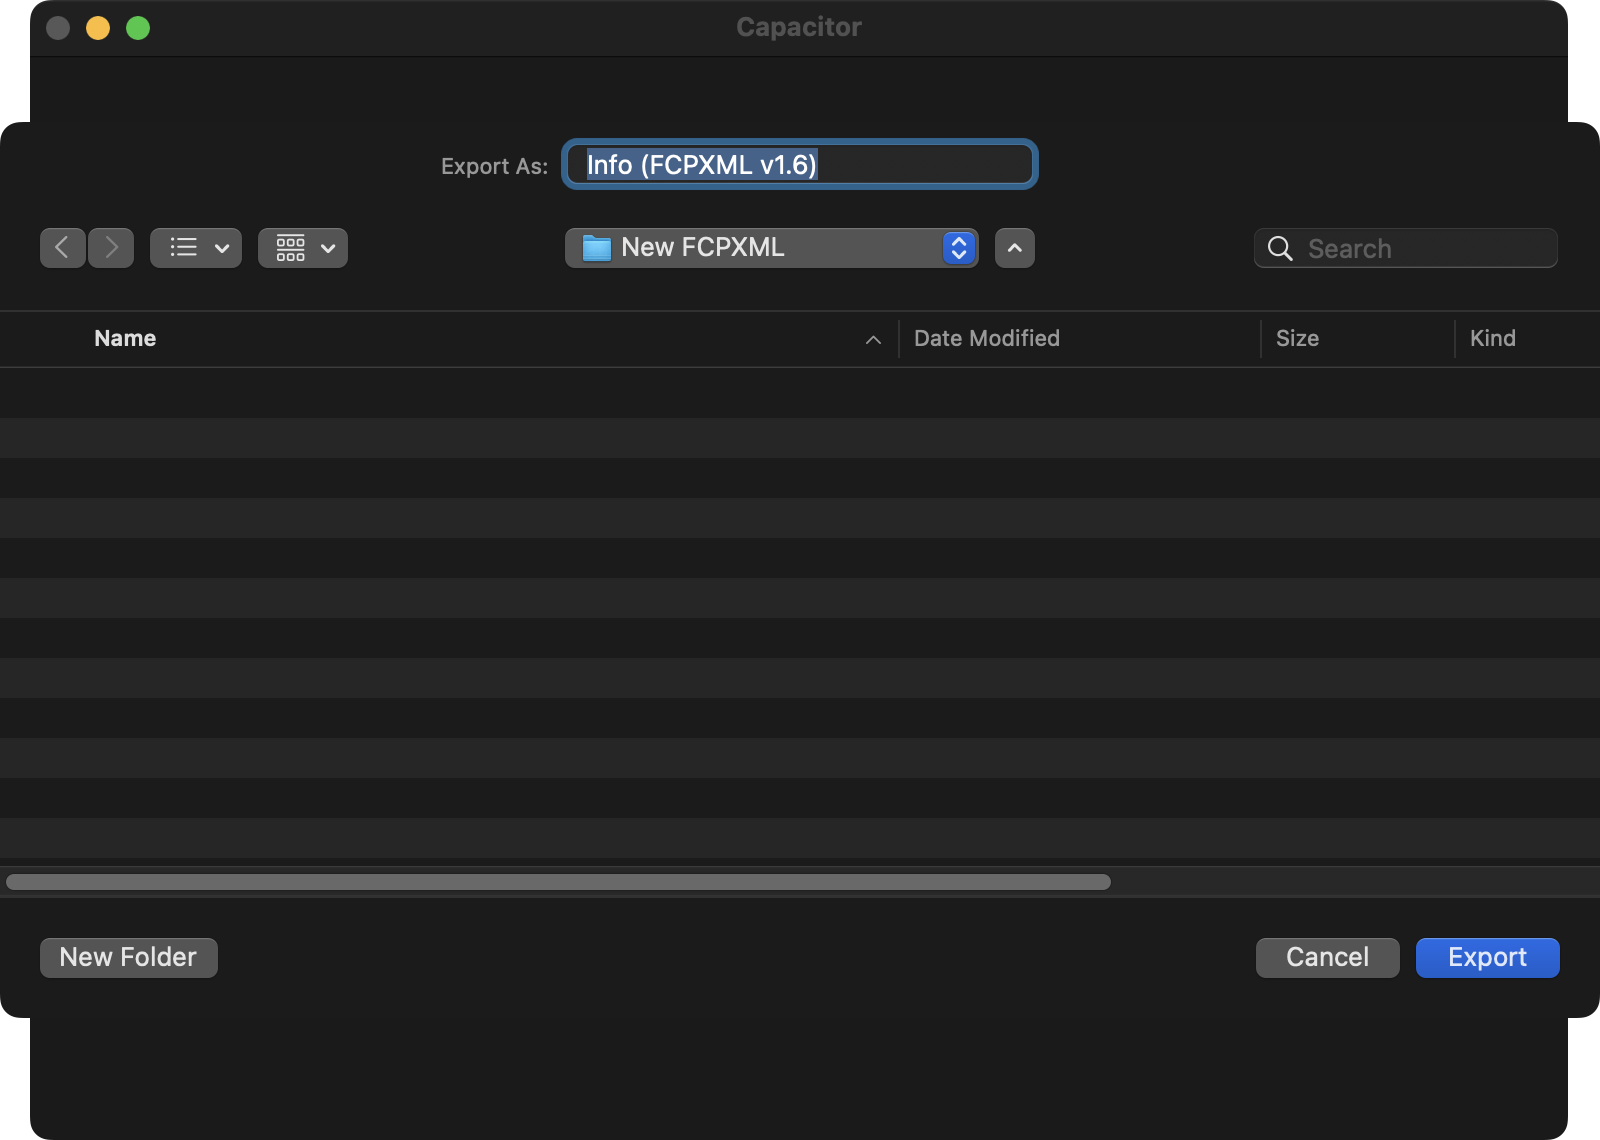 Capacitor
Export As: Info (FCPXML v1.6)
New FCPXML
Search
Name Date Modified Size Kind
New Folder Cancel Export